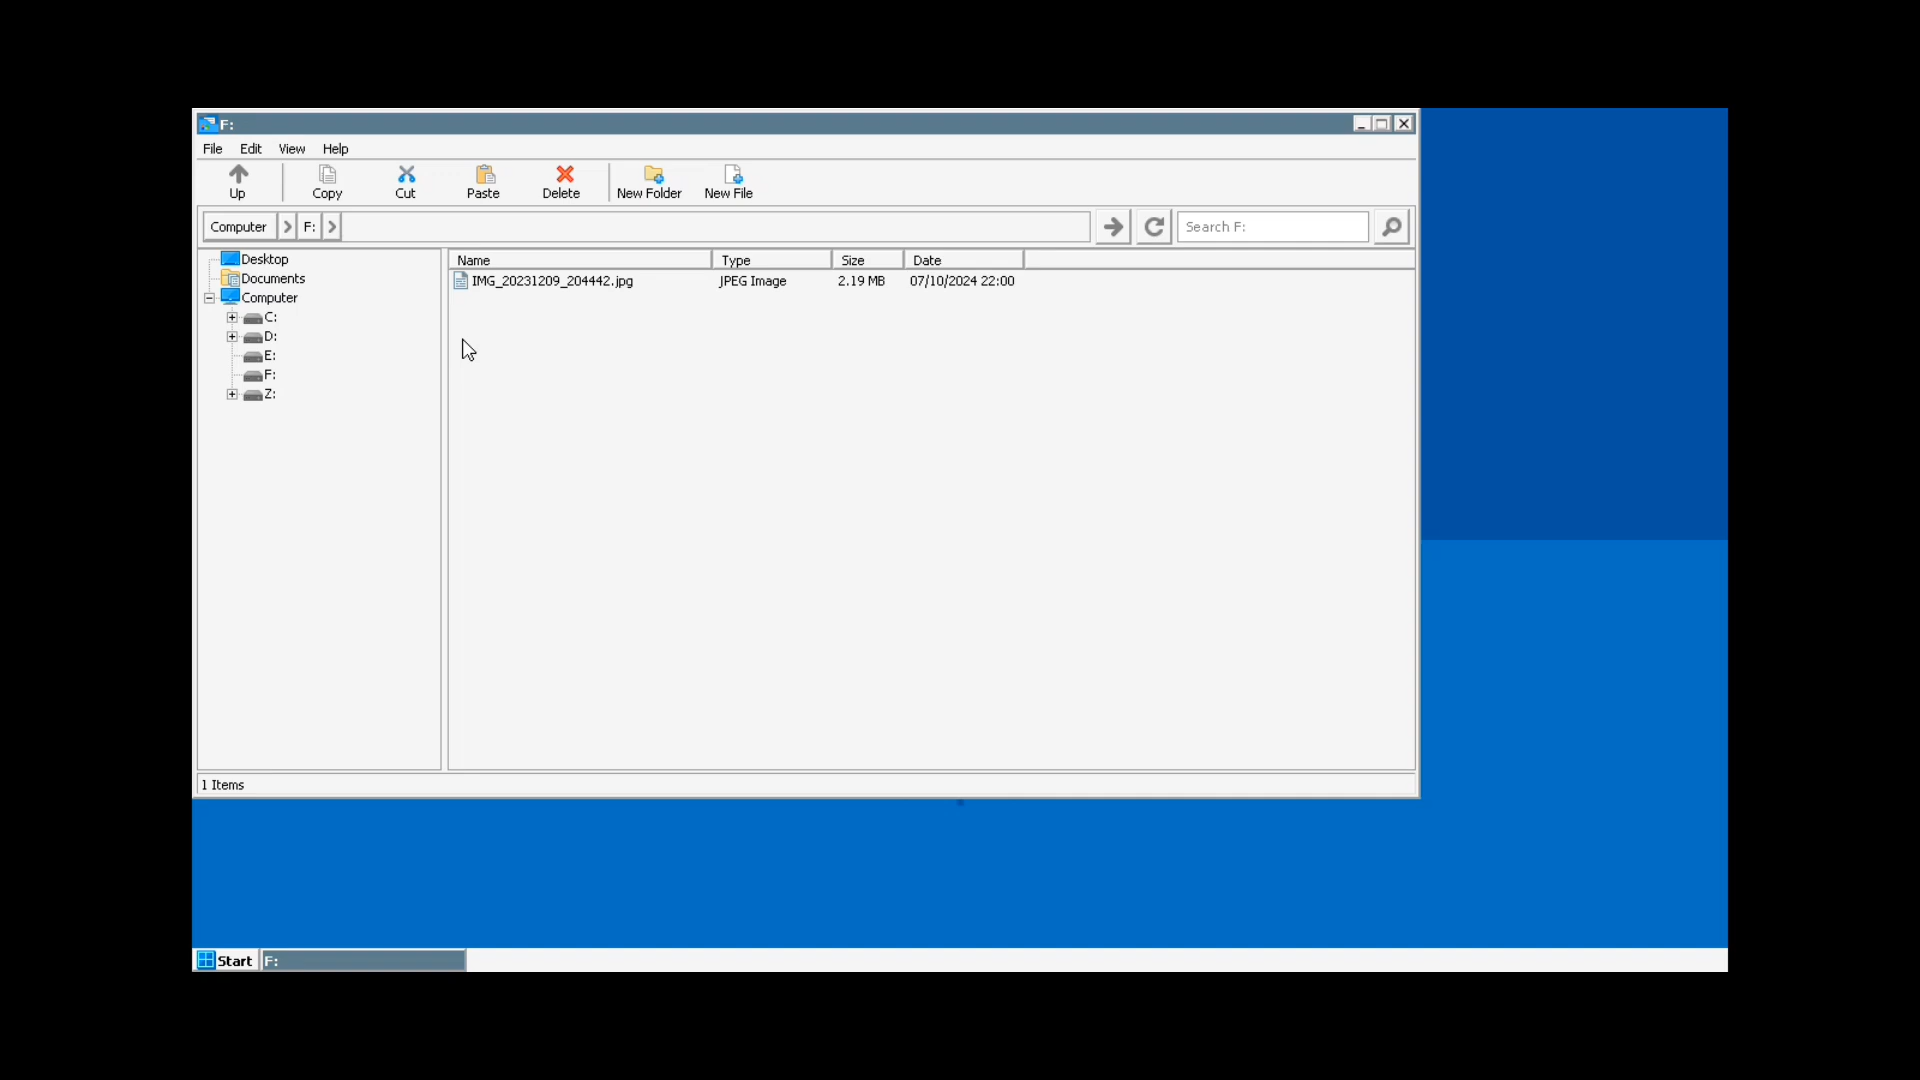 F:
File Edit View Help
Up Copy Cut Paste Delete New Folder New File
Computer F: Search F:
Desktop
Documents
Computer
C:
D:
E:
F:
Z:
Name Type Size Date
IMG_20231209_204442.jpg JPEG Image 2.19 MB 07/10/2024 22:00
1 Items
Start F: